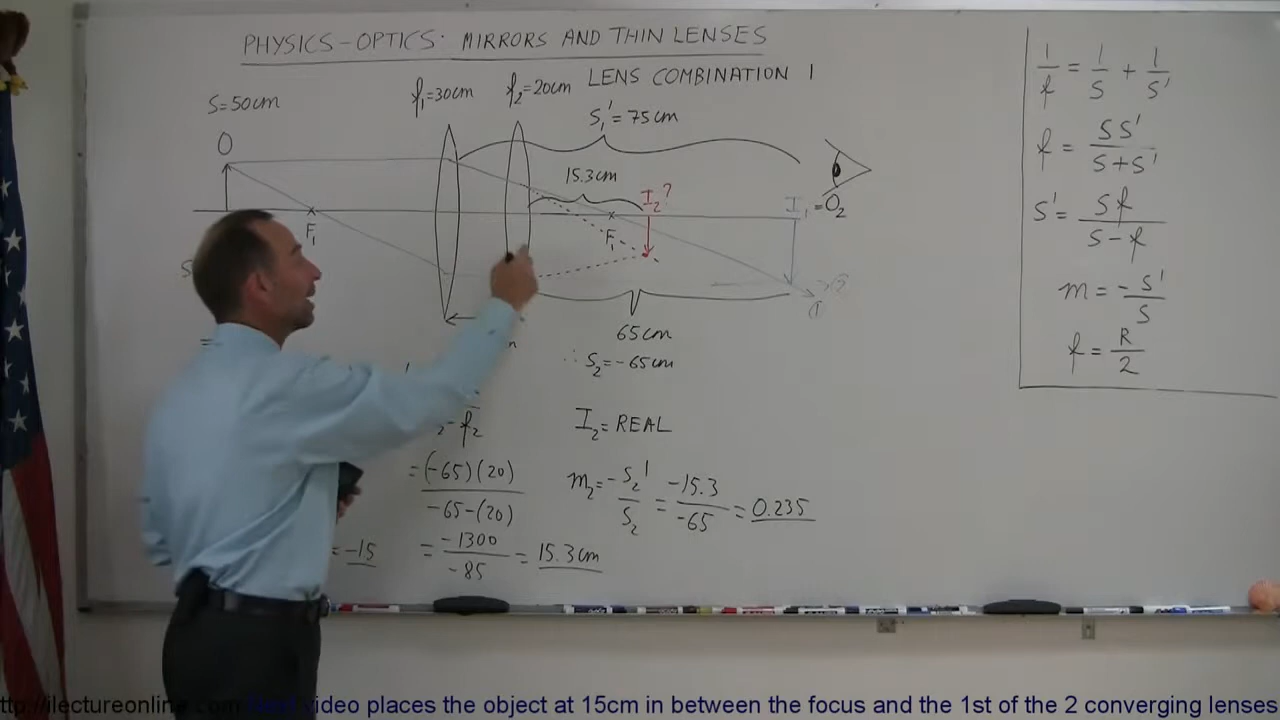 PHYSICS-OPTICS: MIRRORS AND THIN LENSES
LENS COMBINATION 1
S=50cm
f₁=30cm
f₂=20cm
S₁'=75cm
O
15.3cm
I₂?
I₁=O₂
F₁
F₁
65cm
∴ S₂=-65cm
-f₂
I₂=REAL
=(-65)(20)
-65-(20)
m₂=-S₂'/S₂ = -15.3/-65 = 0.235
=-15
= -1300/-85 = 15.3cm
1/f = 1/S + 1/S'
f = SS'/S+S'
S' = Sf/S-f
m = -S'/S
f = R/2
ttp://ilectureonline.com
video places the object at 15cm in between the focus and the 1st of the 2 converging lenses